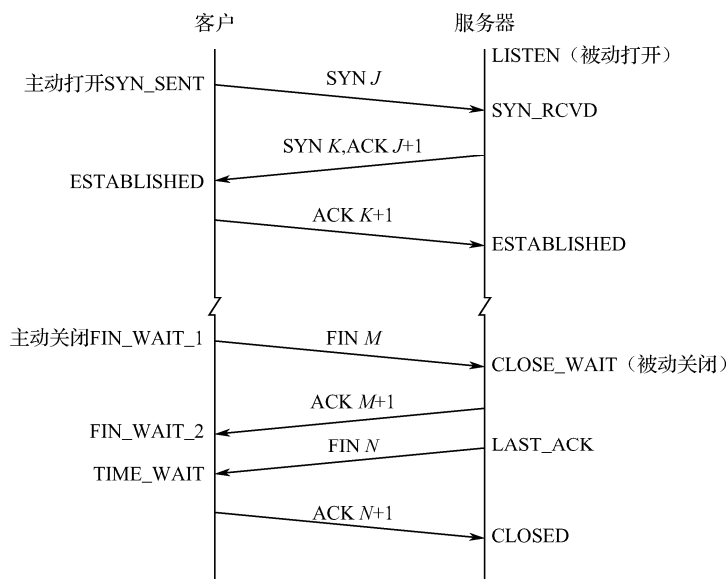 客户
服务器
LISTEN（被动打开）
主动打开SYN_SENT
SYN J
SYN_RCVD
SYN K,ACK J+1
ESTABLISHED
ACK K+1
ESTABLISHED
主动关闭FIN_WAIT_1
FIN M
CLOSE_WAIT（被动关闭）
ACK M+1
FIN_WAIT_2
FIN N
LAST_ACK
TIME_WAIT
ACK N+1
CLOSED